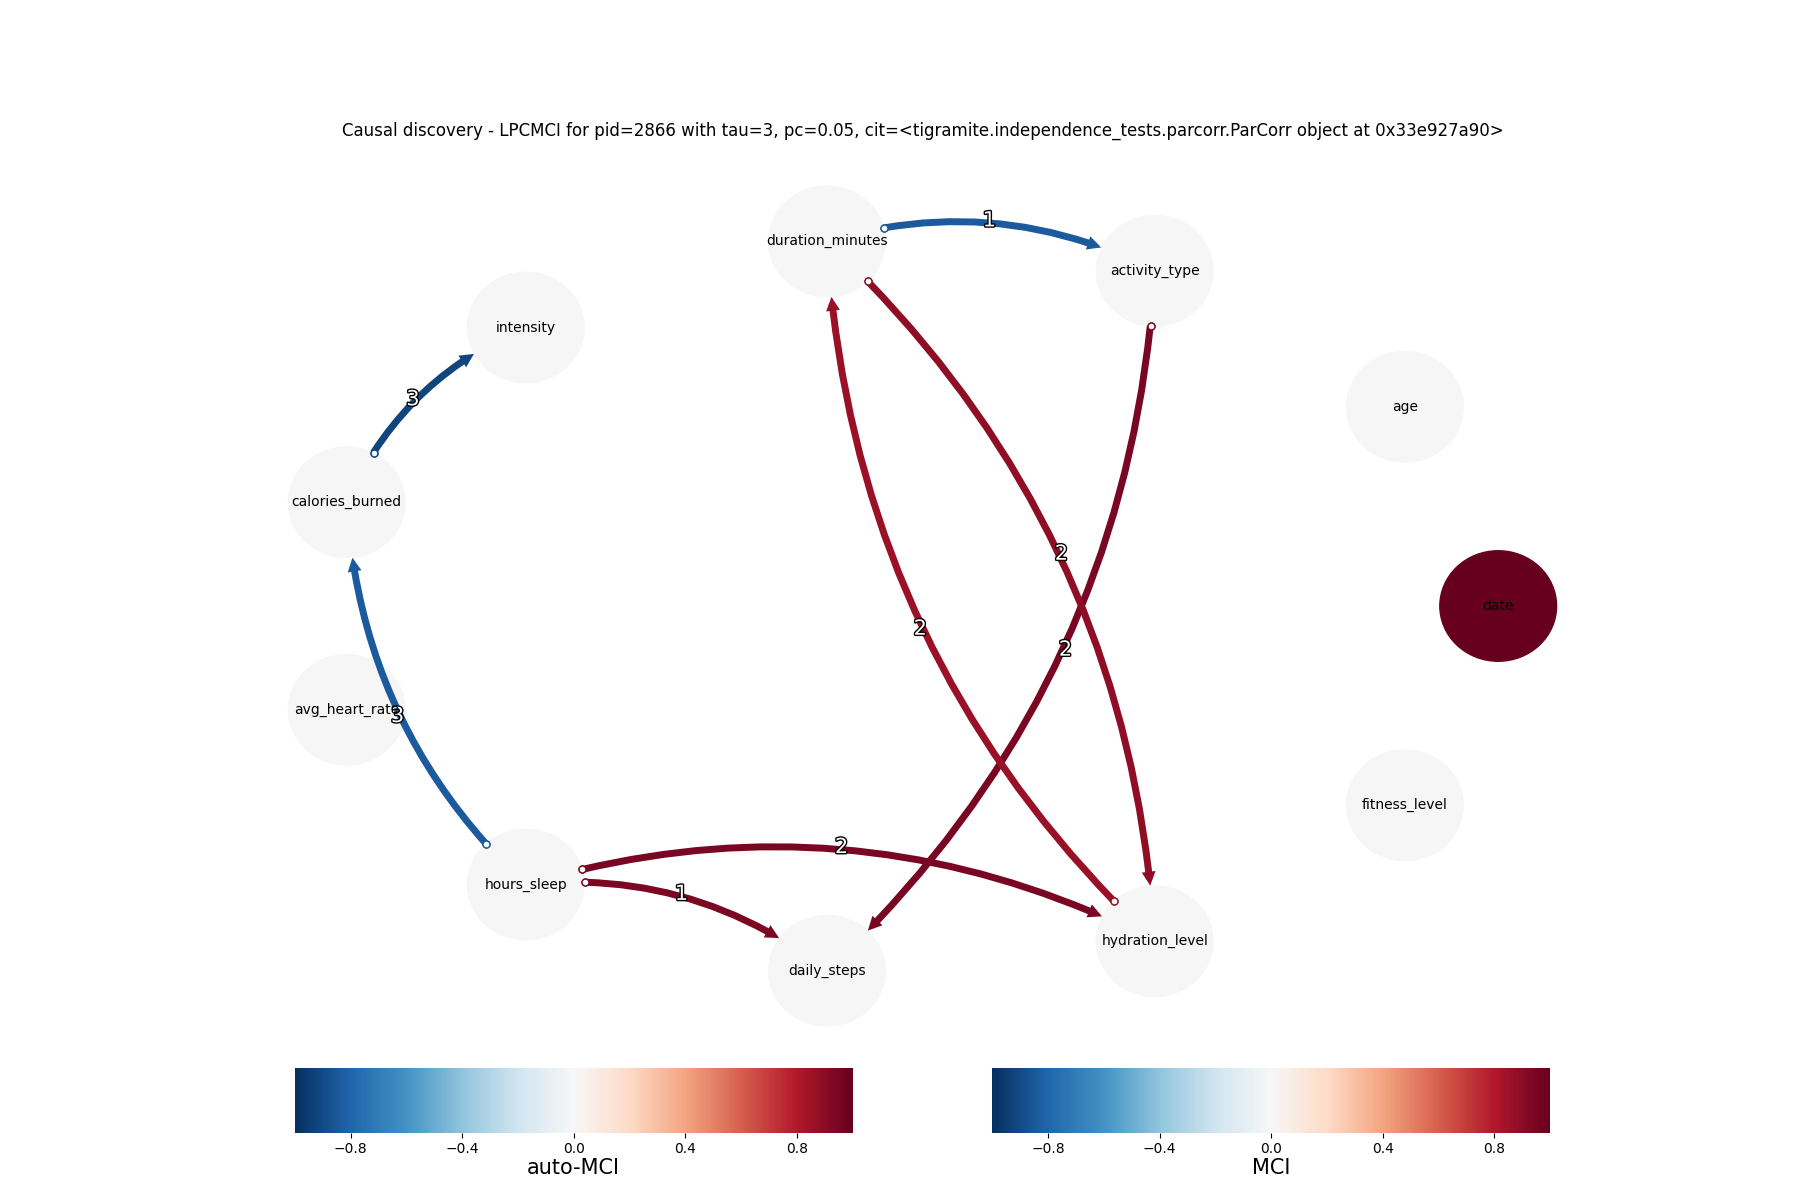 Causal discovery - LPCMCI for pid=2866 with tau=3, pc=0.05, cit=<tigramite.independence_tests.parcorr.ParCorr object at 0x33e927a90>
duration_minutes
1
activity_type
intensity
3
age
calories_burned
2
date
2
2
avg_heart_rate
3
fitness_level
2
hours_sleep
1
hydration_level
daily_steps
−0.8 −0.4 0.0 0.4 0.8
auto-MCI
−0.8 −0.4 0.0 0.4 0.8
MCI